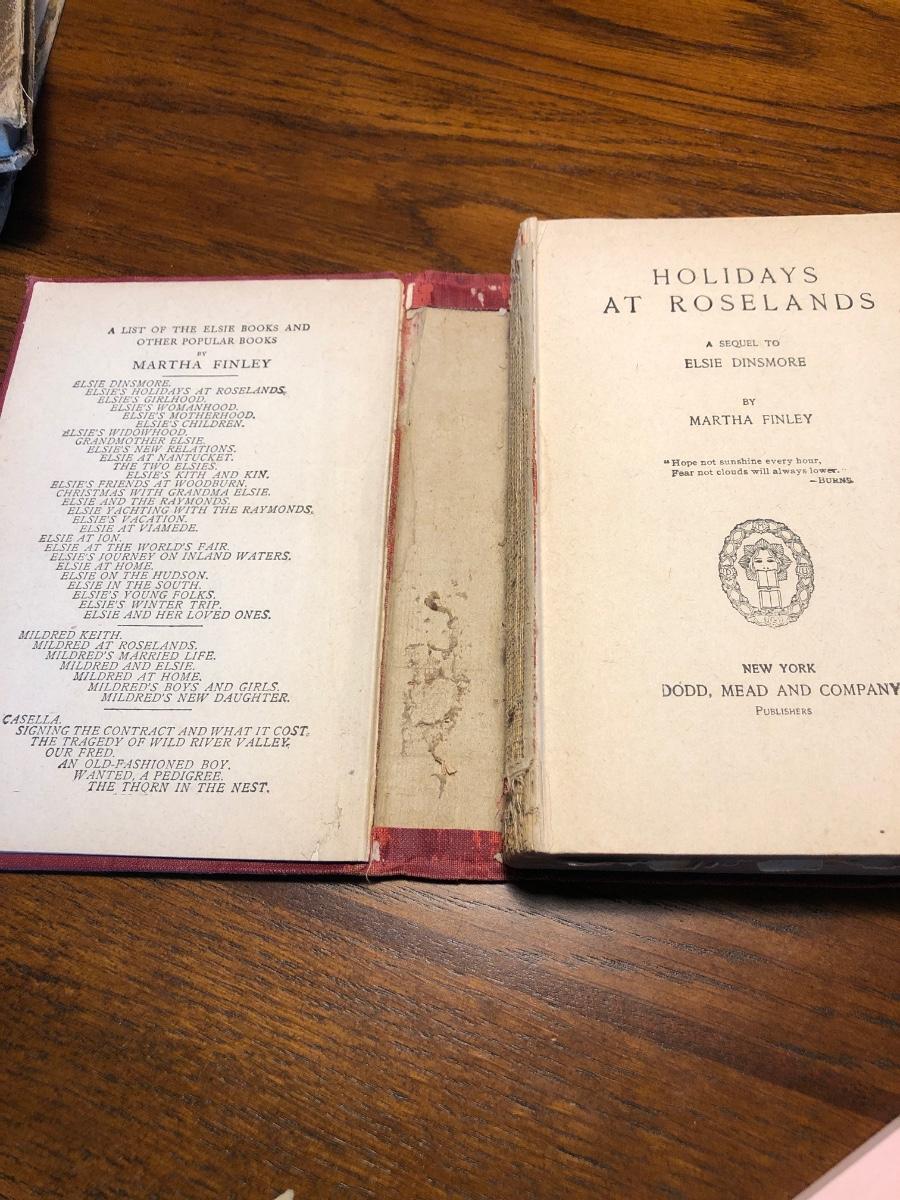 A LIST OF THE ELSIE BOOKS AND
OTHER POPULAR BOOKS
BY
MARTHA FINLEY
ELSIE DINSMORE.
ELSIE'S HOLIDAYS AT ROSELANDS.
ELSIE'S GIRLHOOD.
ELSIE'S WOMANHOOD.
ELSIE'S MOTHERHOOD.
ELSIE'S CHILDREN.
ELSIE'S WIDOWHOOD.
GRANDMOTHER ELSIE.
ELSIE'S NEW RELATIONS.
ELSIE AT NANTUCKET.
THE TWO ELSIES.
ELSIE'S KITH AND KIN.
ELSIE'S FRIENDS AT WOODBURN.
CHRISTMAS WITH GRANDMA ELSIE.
ELSIE AND THE RAYMONDS.
ELSIE YACHTING WITH THE RAYMONDS.
ELSIE'S VACATION.
ELSIE AT VIAMEDE.
ELSIE AT ION.
ELSIE AT THE WORLD'S FAIR.
ELSIE'S JOURNEY ON INLAND WATERS.
ELSIE AT HOME.
ELSIE ON THE HUDSON.
ELSIE IN THE SOUTH.
ELSIE'S YOUNG FOLKS.
ELSIE'S WINTER TRIP.
ELSIE AND HER LOVED ONES.
MILDRED KEITH.
MILDRED AT ROSELANDS.
MILDRED'S MARRIED LIFE.
MILDRED AND ELSIE.
MILDRED AT HOME.
MILDRED'S BOYS AND GIRLS.
MILDRED'S NEW DAUGHTER.
CASELLA.
SIGNING THE CONTRACT AND WHAT IT COST.
THE TRAGEDY OF WILD RIVER VALLEY.
OUR FRED.
AN OLD-FASHIONED BOY.
WANTED, A PEDIGREE.
THE THORN IN THE NEST.
HOLIDAYS
AT ROSELANDS
A SEQUEL TO
ELSIE DINSMORE
BY
MARTHA FINLEY
"Hope not sunshine every hour,
Fear not clouds will always lower."
—BURNS.
NEW YORK
DODD, MEAD AND COMPANY
PUBLISHERS